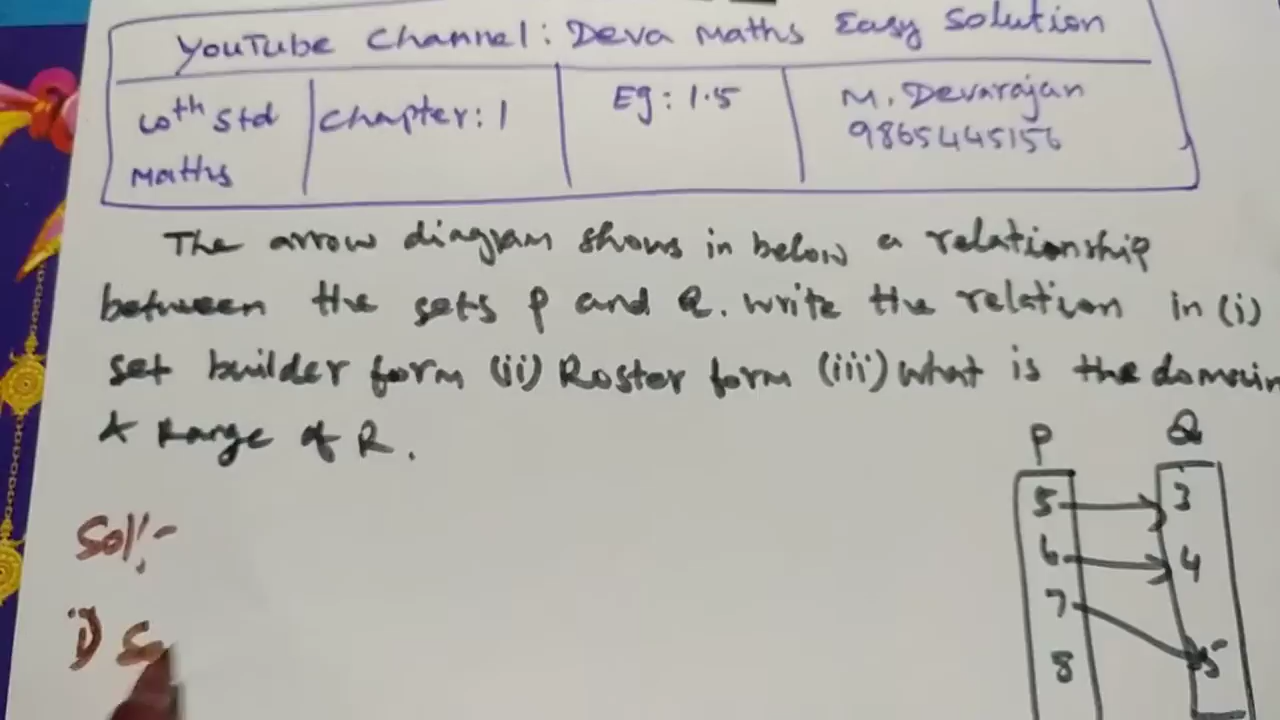 YouTube Channel: Deva Maths Easy Solution
10th Std Maths
Chapter: 1
Eg: 1.5
M. Devarajan
9865445156
The arrow diagram shows in below a relationship
between the sets P and Q. write the relation in (i)
set builder form (ii) Roster form (iii) what is the domain
& Range of R.
P Q
5 3
6 4
7
8 5
Sol:-
i) S